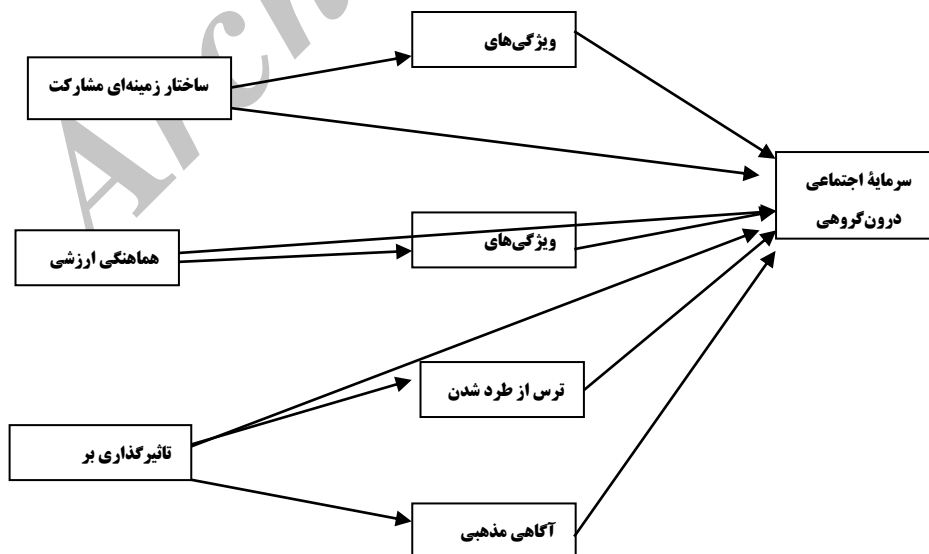 ویژگی‌های
ساختار زمینه‌ای مشارکت
سرمایۀ اجتماعی
درون‌گروهی
ویژگی‌های
هماهنگی ارزشی
ترس از طرد شدن
تاثیرگذاری بر
آگاهی مذهبی